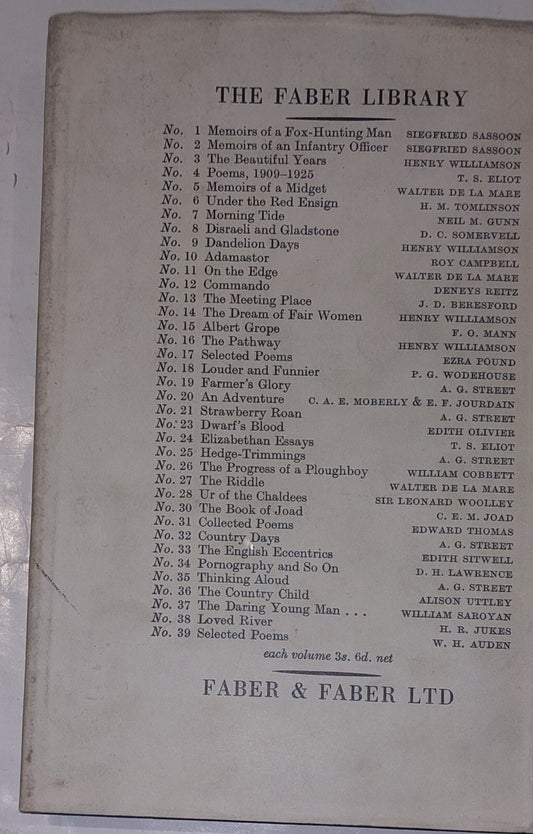 THE FABER LIBRARY
No. 1 Memoirs of a Fox-Hunting Man SIEGFRIED SASSOON
No. 2 Memoirs of an Infantry Officer SIEGFRIED SASSOON
No. 3 The Beautiful Years HENRY WILLIAMSON
No. 4 Poems, 1909–1925 T. S. ELIOT
No. 5 Memoirs of a Midget WALTER DE LA MARE
No. 6 Under the Red Ensign H. M. TOMLINSON
No. 7 Morning Tide NEIL M. GUNN
No. 8 Disraeli and Gladstone D. C. SOMERVELL
No. 9 Dandelion Days HENRY WILLIAMSON
No. 10 Adamastor ROY CAMPBELL
No. 11 On the Edge WALTER DE LA MARE
No. 12 Commando DENEYS REITZ
No. 13 The Meeting Place J. D. BERESFORD
No. 14 The Dream of Fair Women HENRY WILLIAMSON
No. 15 Albert Grope F. O. MANN
No. 16 The Pathway HENRY WILLIAMSON
No. 17 Selected Poems EZRA POUND
No. 18 Louder and Funnier P. G. WODEHOUSE
No. 19 Farmer's Glory A. G. STREET
No. 20 An Adventure C. A. E. MOBERLY & E. F. JOURDAIN
No. 21 Strawberry Roan A. G. STREET
No. 23 Dwarf's Blood EDITH OLIVIER
No. 24 Elizabethan Essays T. S. ELIOT
No. 25 Hedge-Trimmings A. G. STREET
No. 26 The Progress of a Ploughboy WILLIAM COBBETT
No. 27 The Riddle WALTER DE LA MARE
No. 28 Ur of the Chaldees SIR LEONARD WOOLLEY
No. 30 The Book of Joad C. E. M. JOAD
No. 31 Collected Poems EDWARD THOMAS
No. 32 Country Days A. G. STREET
No. 33 The English Eccentrics EDITH SITWELL
No. 34 Pornography and So On D. H. LAWRENCE
No. 35 Thinking Aloud A. G. STREET
No. 36 The Country Child ALISON UTTLEY
No. 37 The Daring Young Man . . . WILLIAM SAROYAN
No. 38 Loved River H. R. JUKES
No. 39 Selected Poems W. H. AUDEN
each volume 3s. 6d. net
FABER & FABER LTD